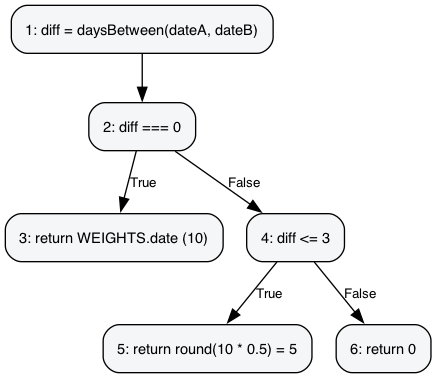 1: diff = daysBetween(dateA, dateB)
2: diff === 0
True
False
3: return WEIGHTS.date (10)
4: diff <= 3
True
False
5: return round(10 * 0.5) = 5
6: return 0